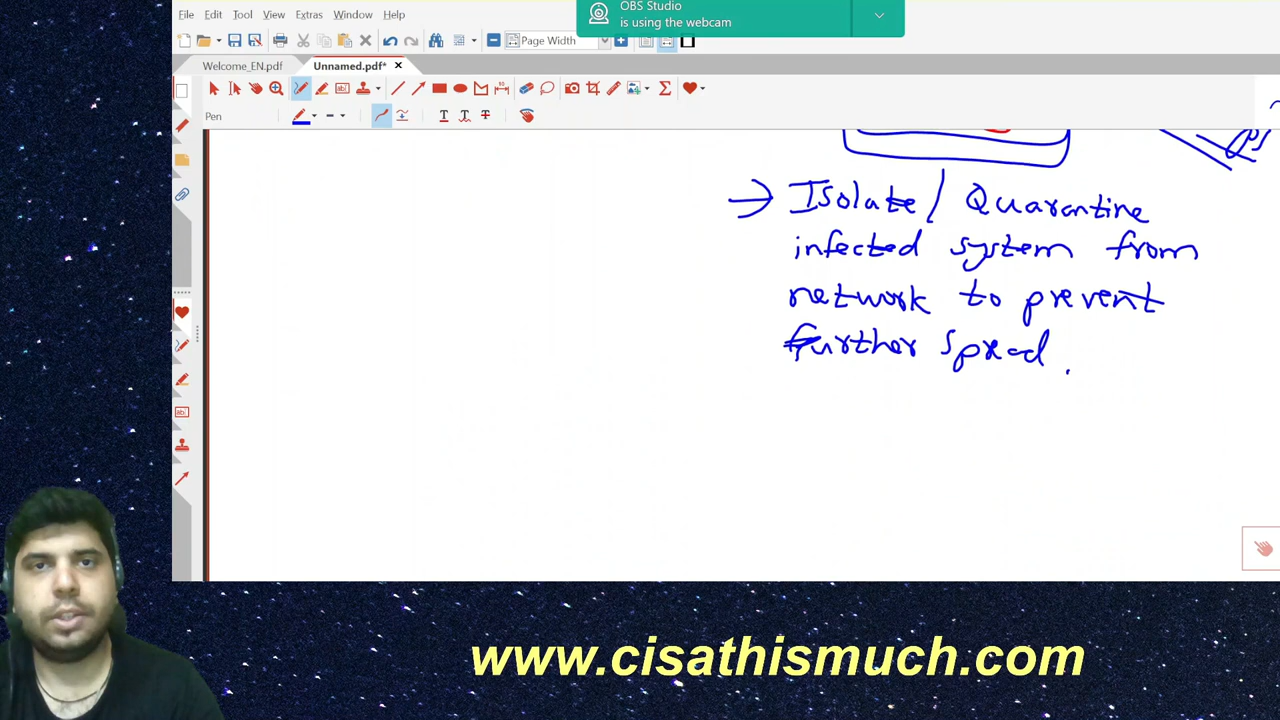 OBS Studio
is using the webcam
File Edit Tool View Extras Window Help
Page Width
Welcome_EN.pdf Unnamed.pdf*
Pen
→ Isolate / Quarantine
infected system from
network to prevent
further spread.
www.cisathismuch.com